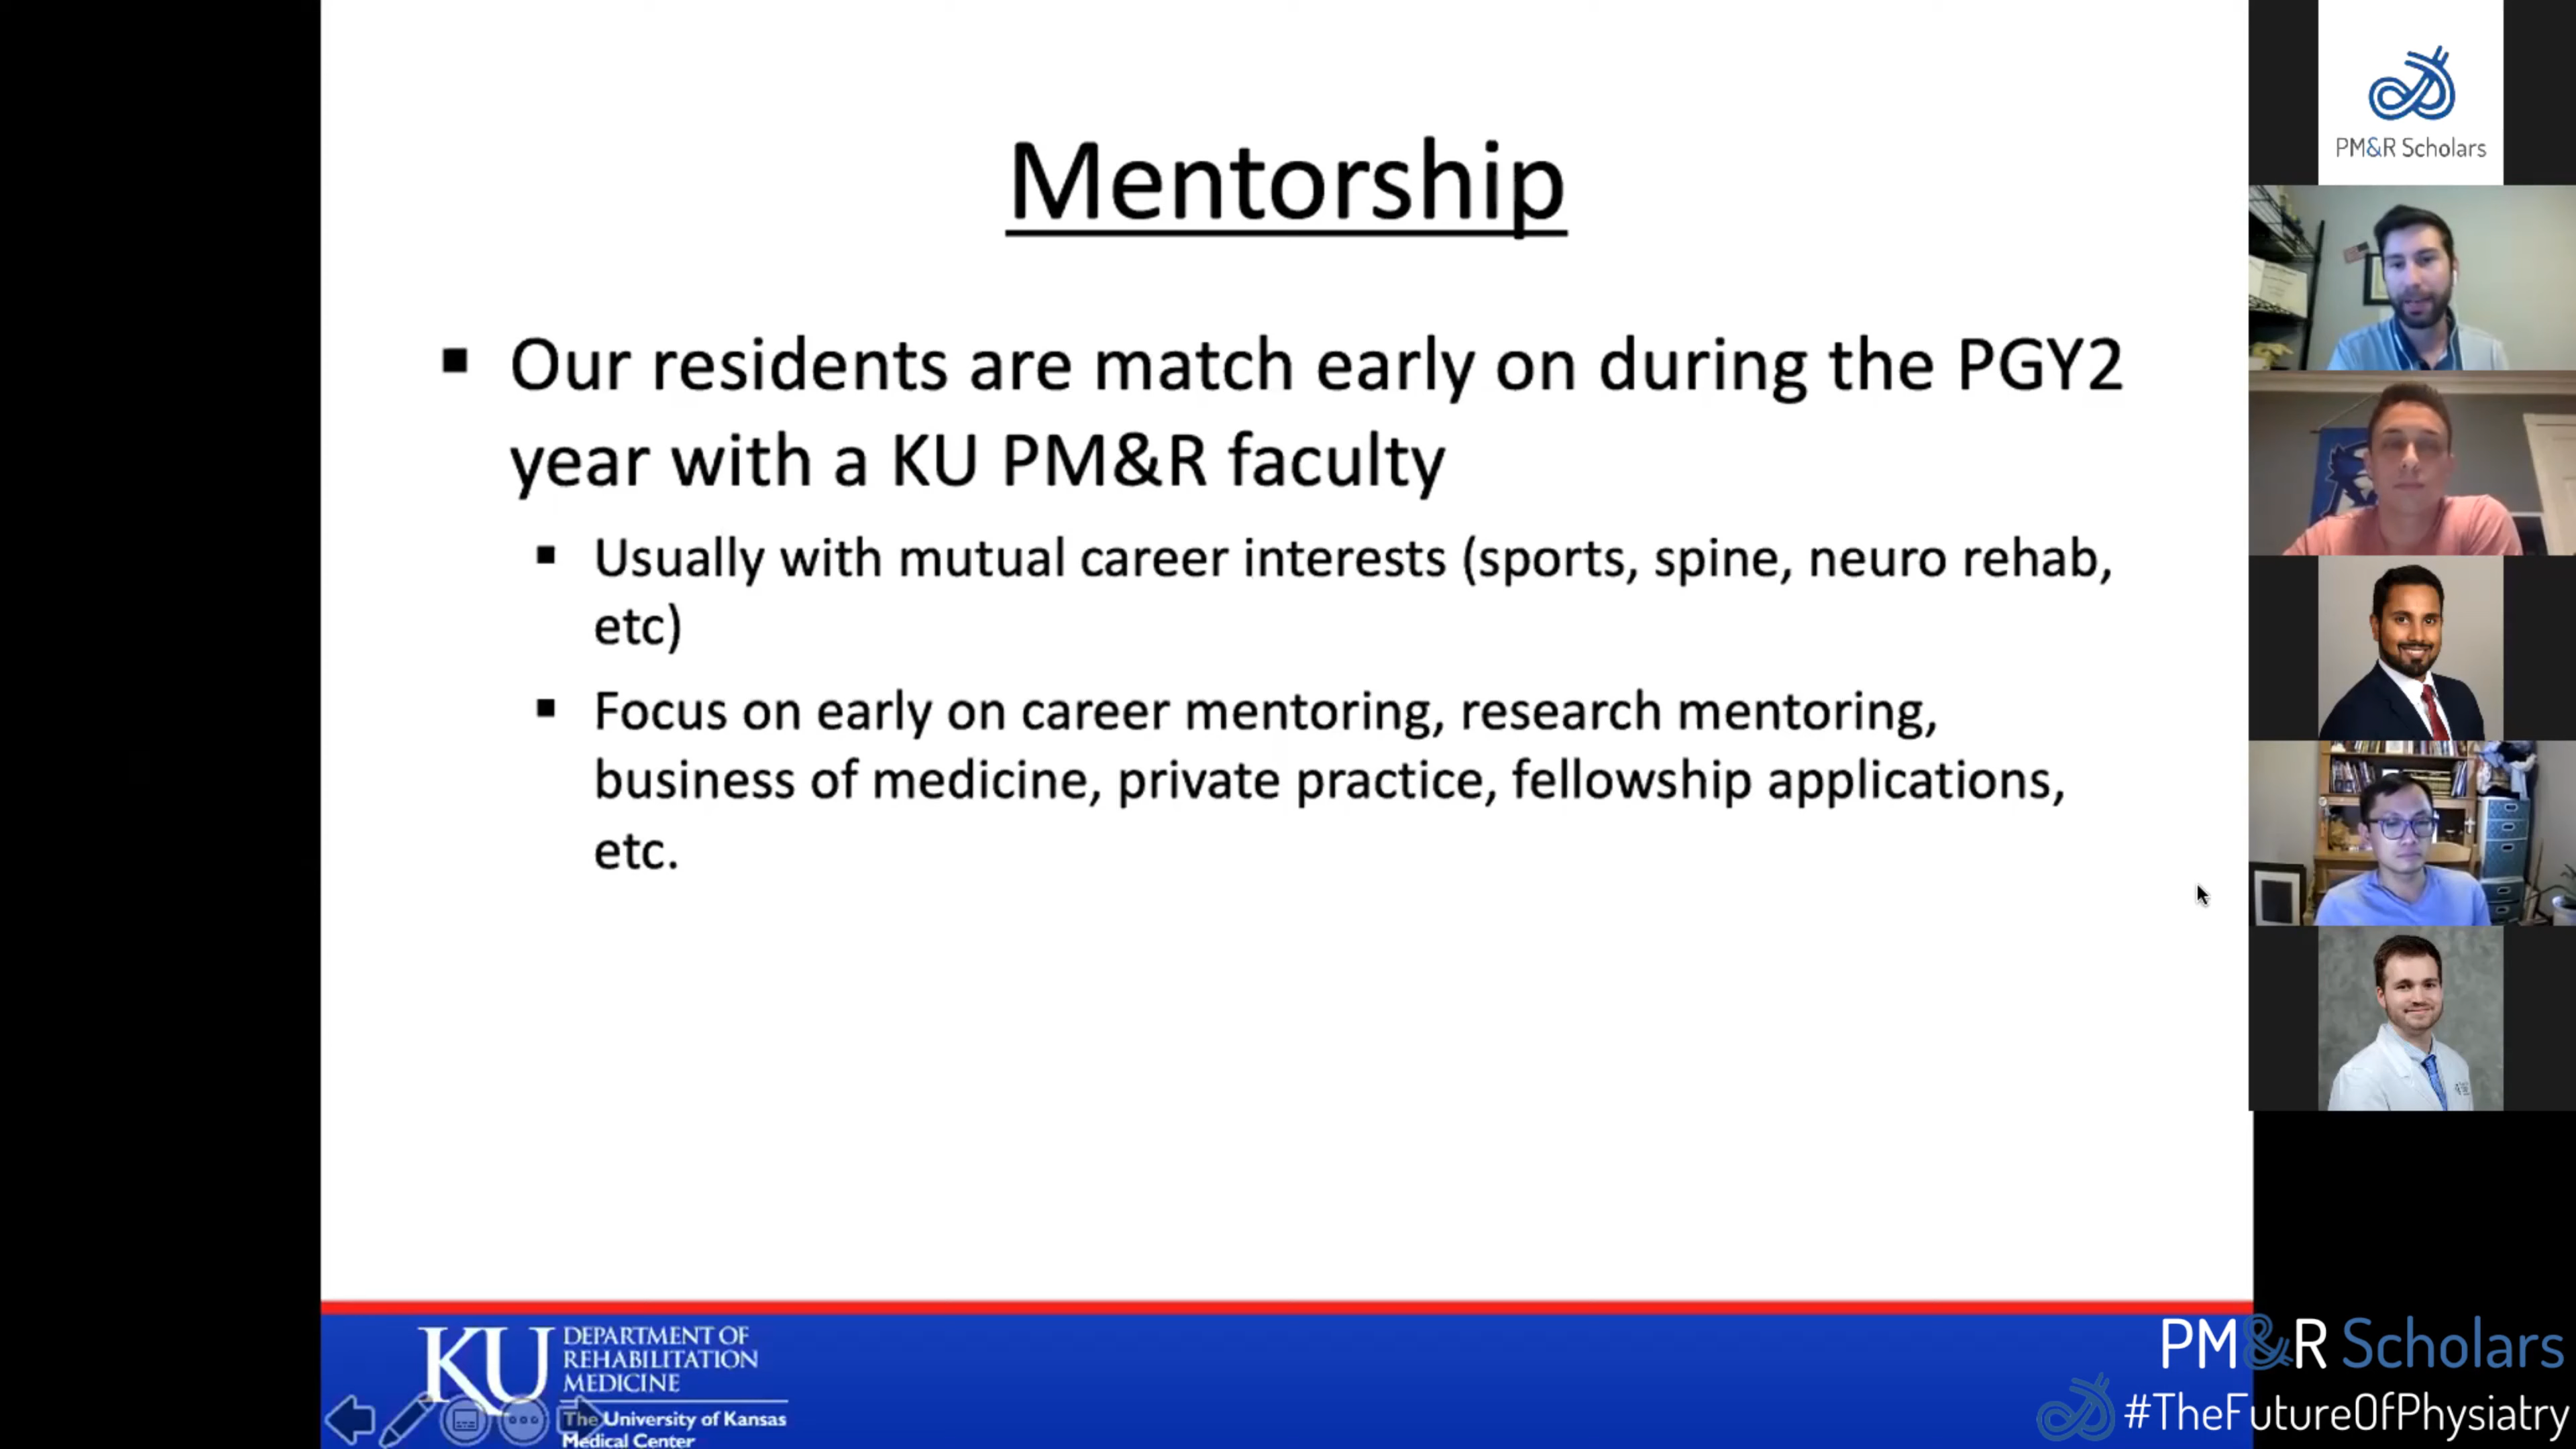 Mentorship
Our residents are match early on during the PGY2
year with a KU PM&R faculty
Usually with mutual career interests (sports, spine, neuro rehab,
etc)
Focus on early on career mentoring, research mentoring,
business of medicine, private practice, fellowship applications,
etc.
KU DEPARTMENT OF
REHABILITATION
MEDICINE
The University of Kansas
Medical Center
PM&R Scholars
PM&R Scholars
#TheFutureOfPhysiatry